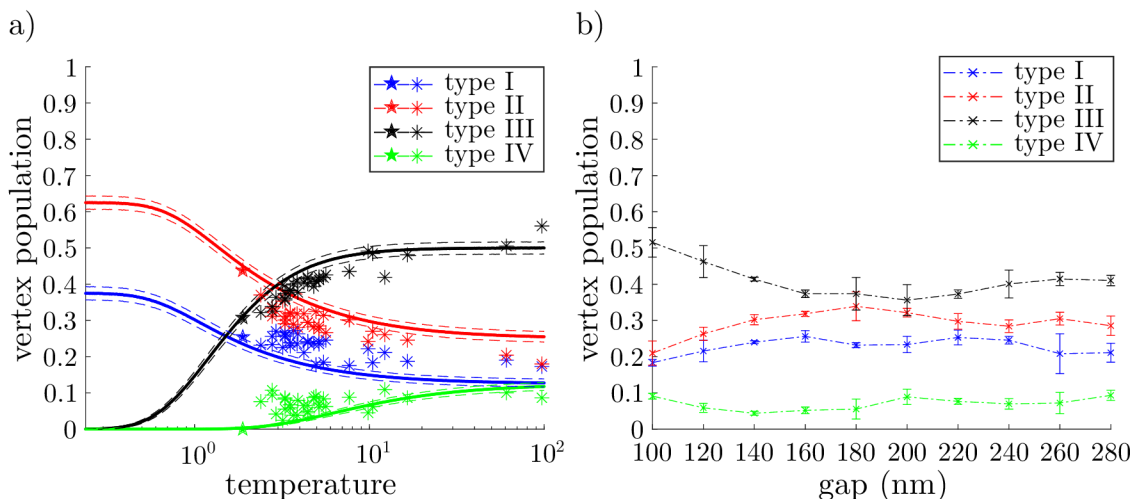 a)
vertex population
1
0.9
0.8
0.7
0.6
0.5
0.4
0.3
0.2
0.1
0
10^0
10^1
10^2
temperature
type I
type II
type III
type IV
b)
vertex population
1
0.9
0.8
0.7
0.6
0.5
0.4
0.3
0.2
0.1
0
100 120 140 160 180 200 220 240 260 280
gap (nm)
type I
type II
type III
type IV